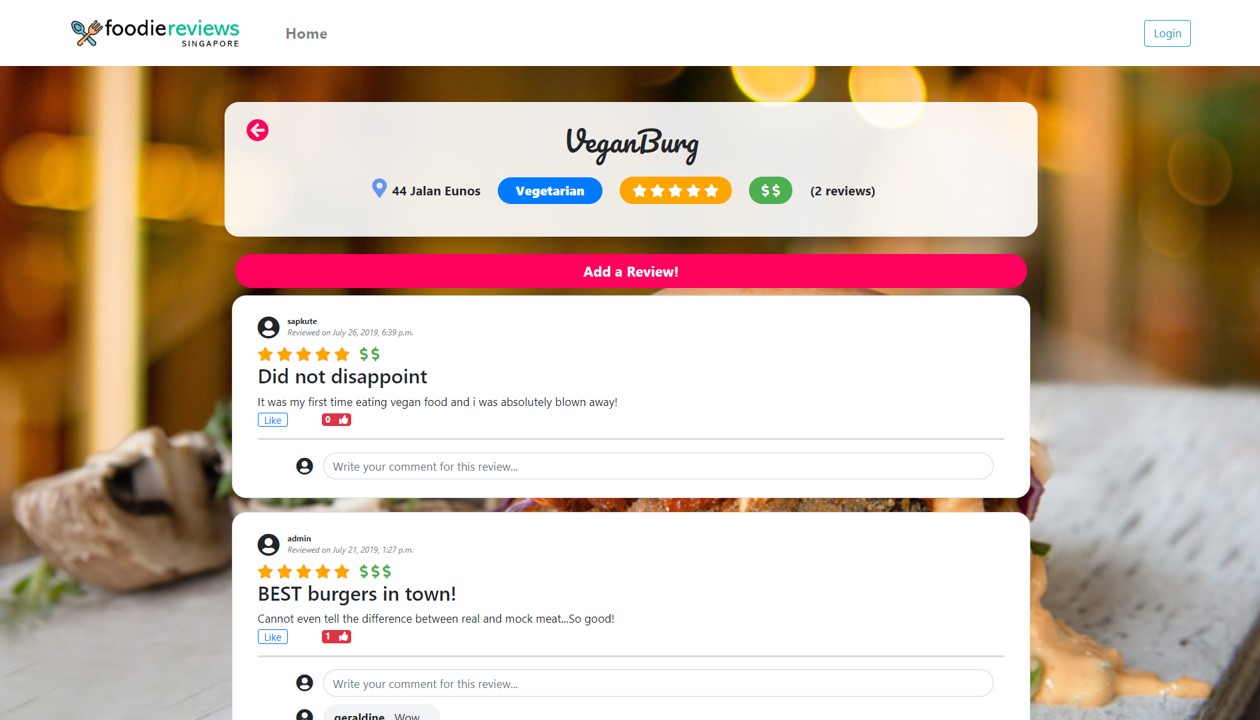 foodiereviews
SINGAPORE
Home
Login
VeganBurg
44 Jalan Eunos
Vegetarian
$$
(2 reviews)
Add a Review!
sapkute
Reviewed on July 26, 2019, 6:39 p.m.
$$
Did not disappoint
It was my first time eating vegan food and i was absolutely blown away!
Like
0
Write your comment for this review...
admin
Reviewed on July 21, 2019, 1:27 p.m.
$$$
BEST burgers in town!
Cannot even tell the difference between real and mock meat...So good!
Like
1
Write your comment for this review...
geraldine Wow